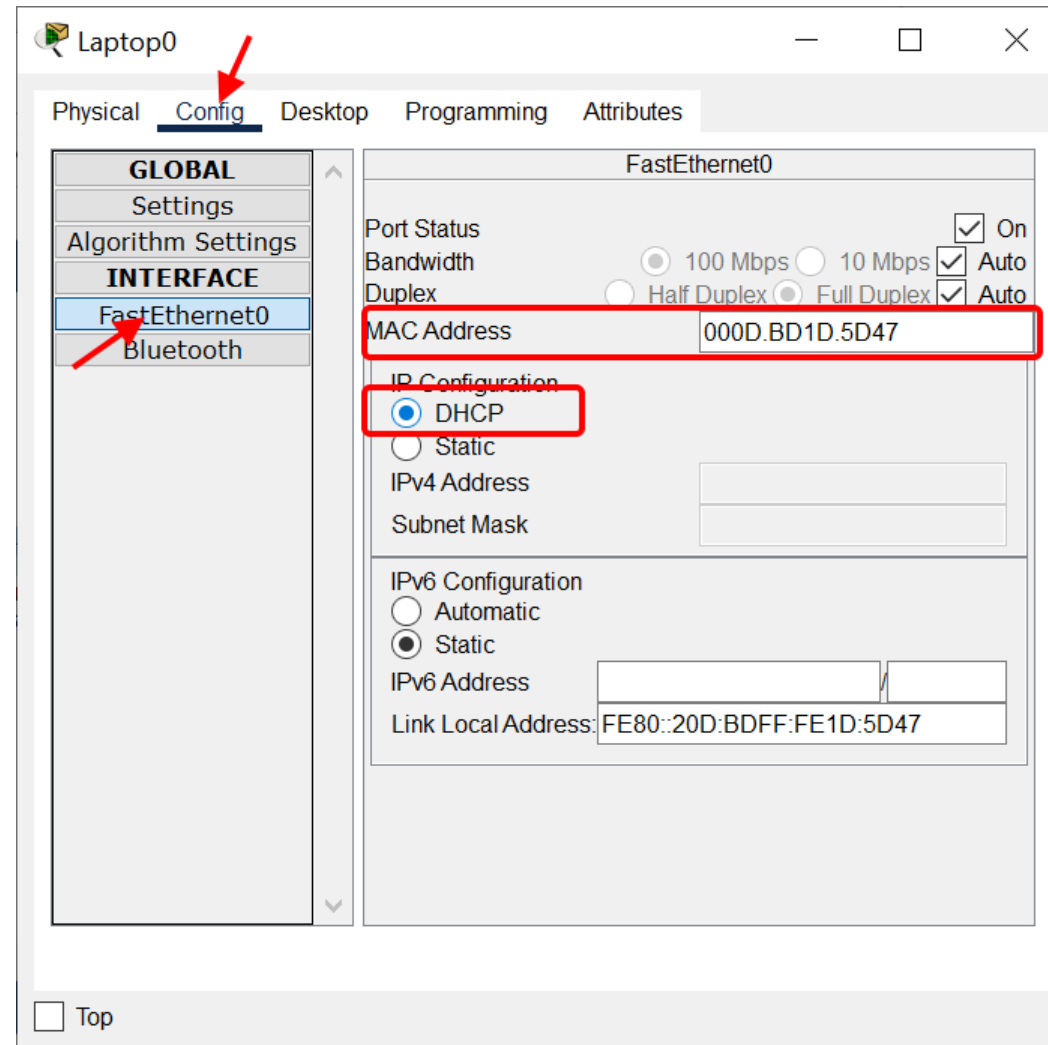 Laptop0
Physical Config Desktop Programming Attributes
GLOBAL
Settings
Algorithm Settings
INTERFACE
FastEthernet0
Bluetooth
FastEthernet0
Port Status On
Bandwidth 100 Mbps 10 Mbps Auto
Duplex Half Duplex Full Duplex Auto
MAC Address 000D.BD1D.5D47
IP Configuration
DHCP
Static
IPv4 Address
Subnet Mask
IPv6 Configuration
Automatic
Static
IPv6 Address /
Link Local Address: FE80::20D:BDFF:FE1D:5D47
Top